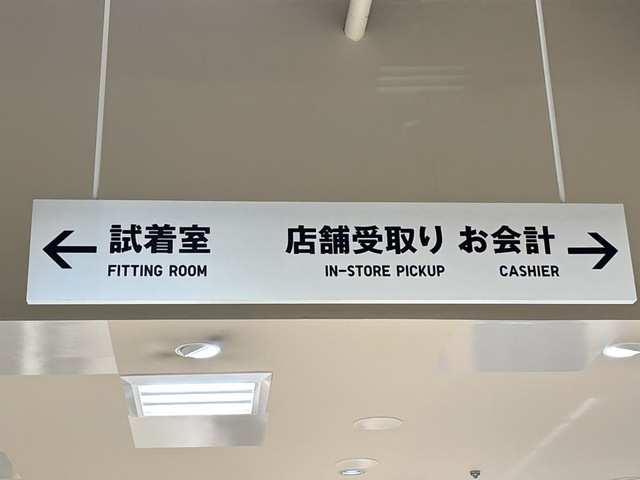 ← 試着室
FITTING ROOM
店舗受取り お会計 →
IN-STORE PICKUP CASHIER